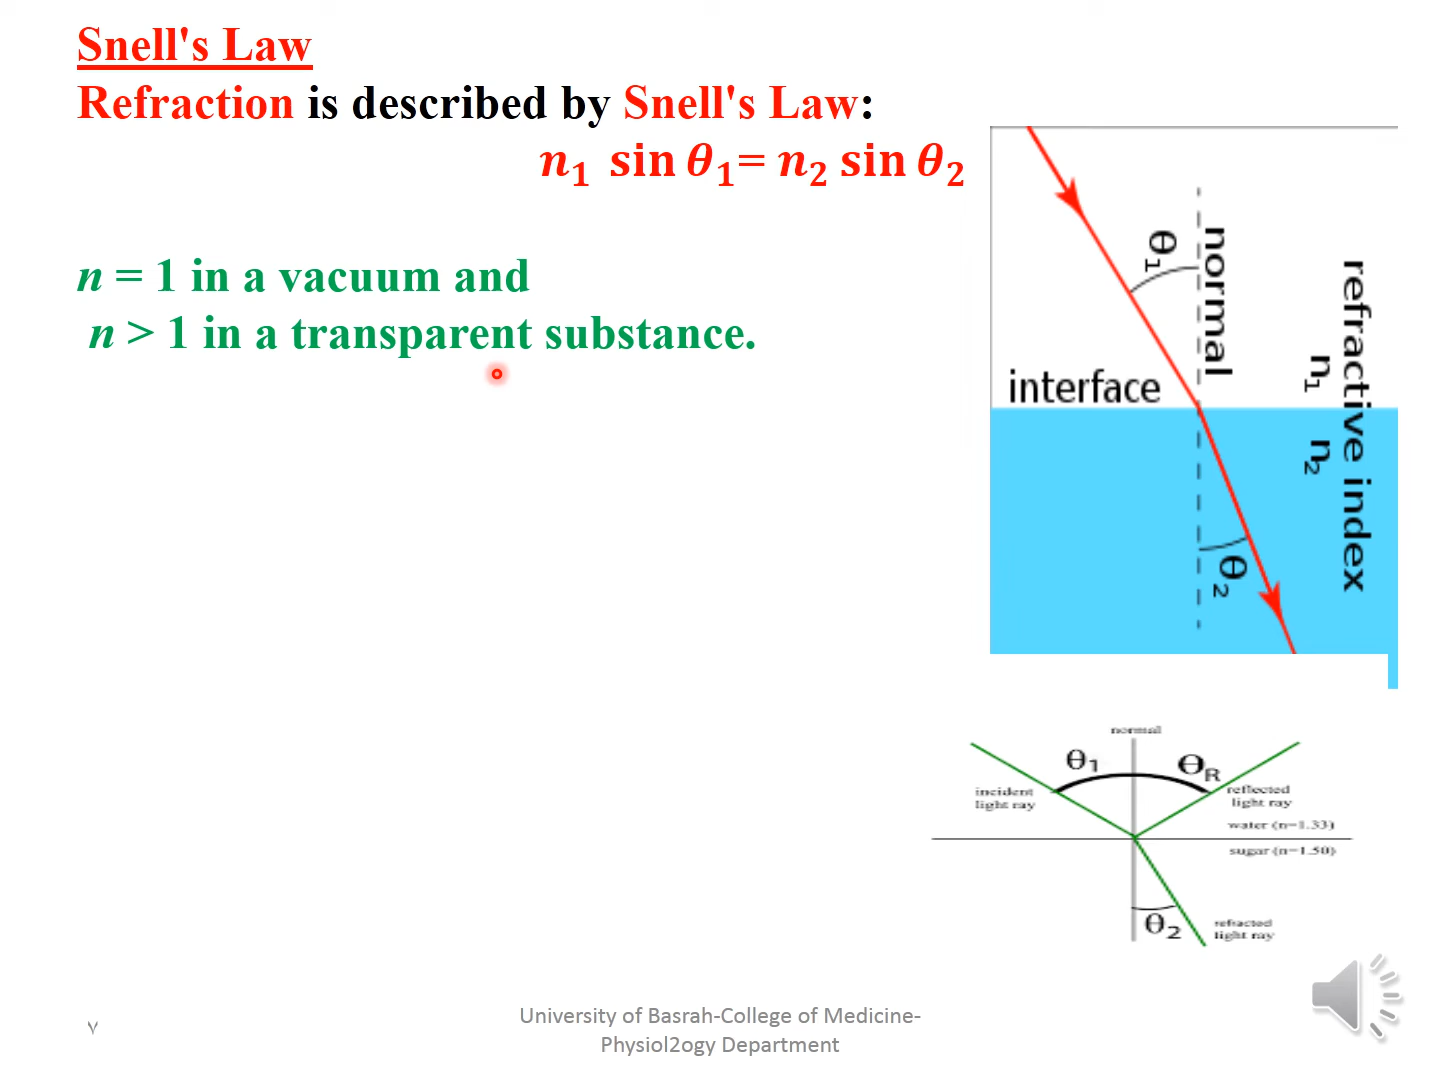 Snell's Law
Refraction is described by Snell's Law:
n₁ sin θ₁= n₂ sin θ₂
n = 1 in a vacuum and
n > 1 in a transparent substance.
θ₁
normal
refractive index
interface
n₁
n₂
θ₂
normal
θ₁
θR
incident
light ray
reflected
light ray
water (n=1.33)
sugar (n=1.50)
θ₂
refracted
light ray
٧
University of Basrah-College of Medicine-
Physiol2ogy Department